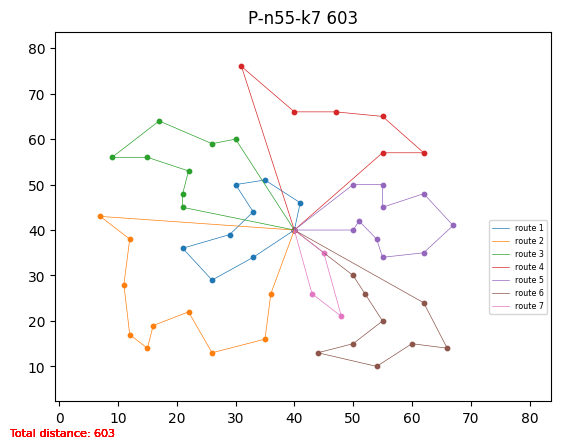 P-n55-k7 603
80
70
60
50
40
30
20
10
0 10 20 30 40 50 60 70 80
route 1
route 2
route 3
route 4
route 5
route 6
route 7
Total distance: 603